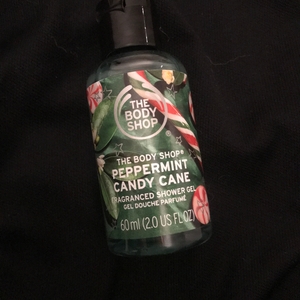 THE
BODY
SHOP
THE BODY SHOP®
PEPPERMINT
CANDY CANE
FRAGRANCED SHOWER GEL
GEL DOUCHE PARFUMÉ
60ml (2.0 US FL OZ)